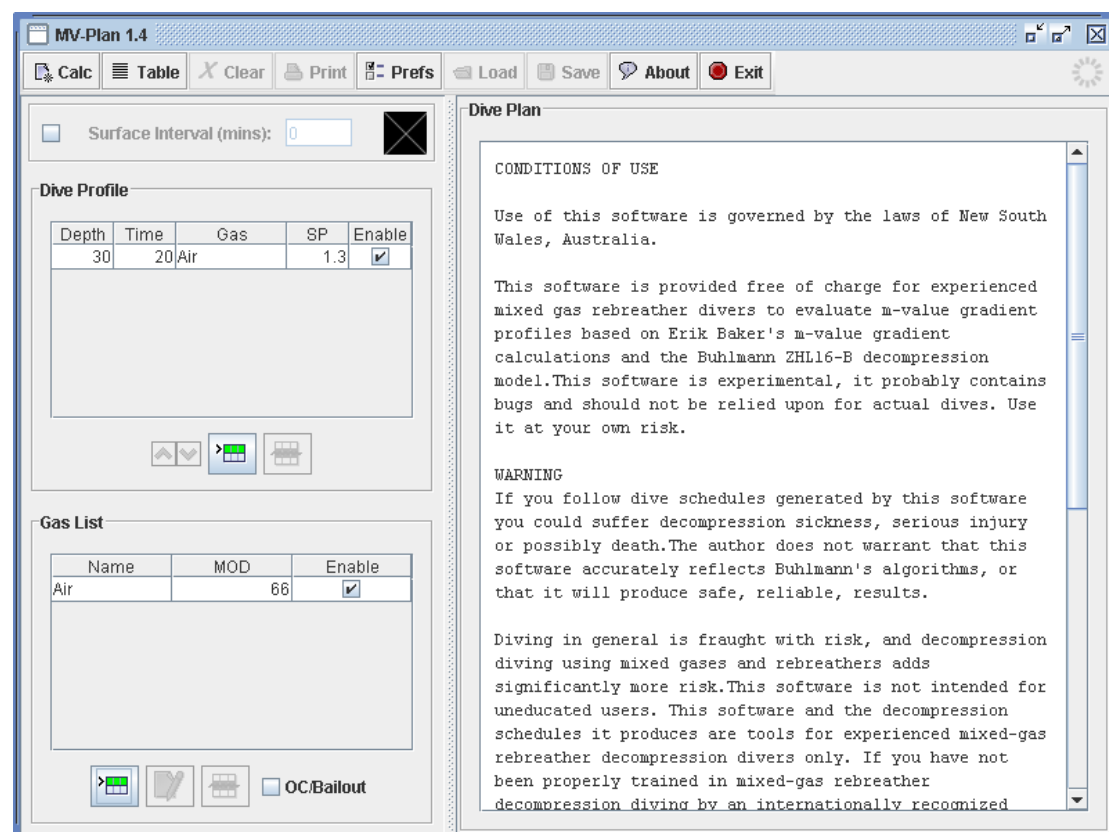 MV-Plan 1.4
Calc Table Clear Print Prefs Load Save About Exit
Surface Interval (mins): 0
Dive Profile
Depth Time Gas SP Enable
30 20 Air 1.3
Gas List
Name MOD Enable
Air 66
OC/Bailout
Dive Plan
CONDITIONS OF USE
Use of this software is governed by the laws of New South
Wales, Australia.
This software is provided free of charge for experienced
mixed gas rebreather divers to evaluate m-value gradient
profiles based on Erik Baker's m-value gradient
calculations and the Buhlmann ZHL16-B decompression
model.This software is experimental, it probably contains
bugs and should not be relied upon for actual dives. Use
it at your own risk.
WARNING
If you follow dive schedules generated by this software
you could suffer decompression sickness, serious injury
or possibly death.The author does not warrant that this
software accurately reflects Buhlmann's algorithms, or
that it will produce safe, reliable, results.
Diving in general is fraught with risk, and decompression
diving using mixed gases and rebreathers adds
significantly more risk.This software is not intended for
uneducated users. This software and the decompression
schedules it produces are tools for experienced mixed-gas
rebreather decompression divers only. If you have not
been properly trained in mixed-gas rebreather
decompression diving by an internationally recognized